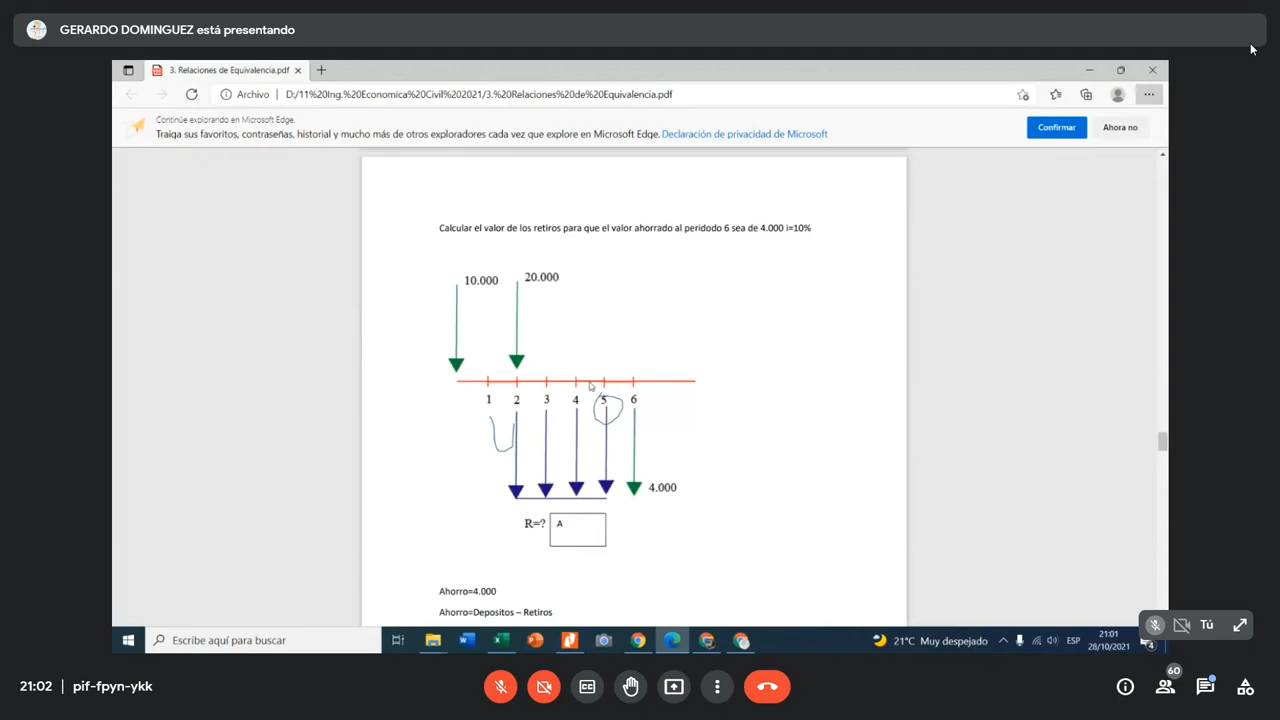 GERARDO DOMINGUEZ está presentando
3. Relaciones de Equivalencia.pdf
Archivo D:/11%20Ing.%20Economica%20Civil%202021/3.%20Relaciones%20de%20Equivalencia.pdf
Continúe explorando en Microsoft Edge.
Traiga sus favoritos, contraseñas, historial y mucho más de otros exploradores cada vez que explore en Microsoft Edge. Declaración de privacidad de Microsoft
Confirmar
Ahora no
Calcular el valor de los retiros para que el valor ahorrado al peridodo 6 sea de 4.000 i=10%
10.000
20.000
1 2 3 4 5 6
4.000
R=? A
Ahorro=4.000
Ahorro=Depositos – Retiros
Escribe aquí para buscar
21°C Muy despejado
ESP
21:01
28/10/2021
4
Tú
21:02 | pif-fpyn-ykk
60